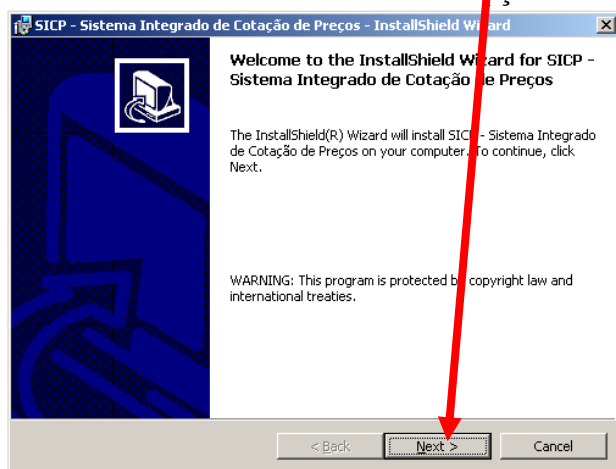 SICP - Sistema Integrado de Cotação de Preços - InstallShield Wizard
Welcome to the InstallShield Wizard for SICP -
Sistema Integrado de Cotação de Preços
The InstallShield(R) Wizard will install SICP - Sistema Integrado
de Cotação de Preços on your computer. To continue, click
Next.
WARNING: This program is protected by copyright law and
international treaties.
< Back
Next >
Cancel